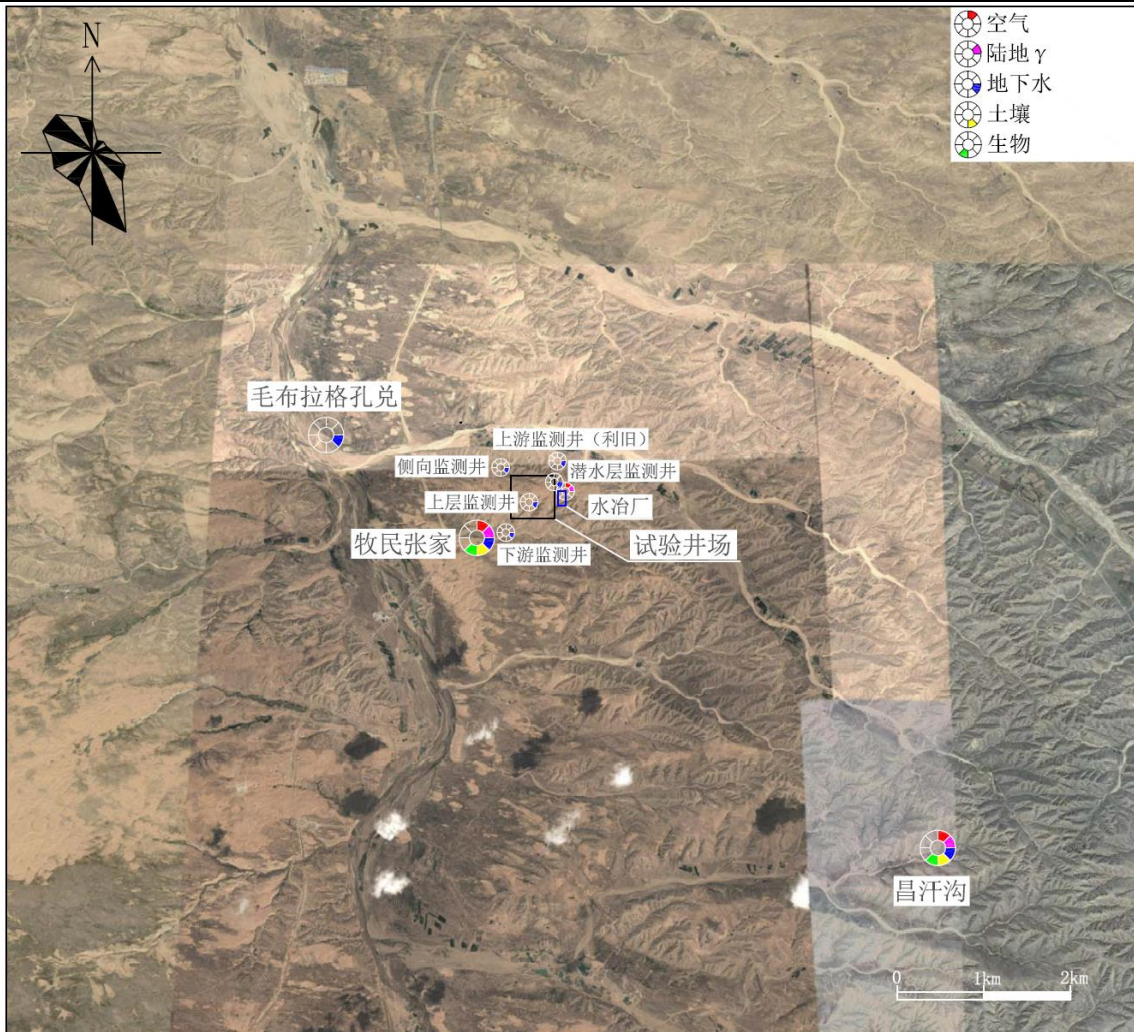 N
空气
陆地γ
地下水
土壤
生物
毛布拉格孔兑
上游监测井（利旧）
侧向监测井
潜水层监测井
上层监测井
水冶厂
牧民张家
下游监测井
试验井场
昌汗沟
0 1km 2km